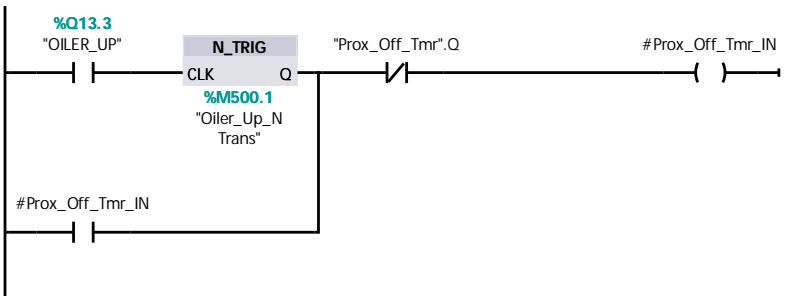 %Q13.3
"OILER_UP"
N_TRIG
"Prox_Off_Tmr".Q
#Prox_Off_Tmr_IN
CLK
Q
%M500.1
"Oiler_Up_N
Trans"
#Prox_Off_Tmr_IN